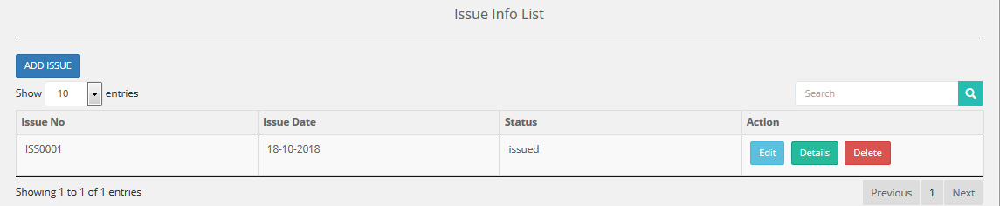 Issue Info List
ADD ISSUE
Show 10 entries Search
Issue No Issue Date Status Action
ISS0001 18-10-2018 issued Edit Details Delete
Showing 1 to 1 of 1 entries Previous 1 Next